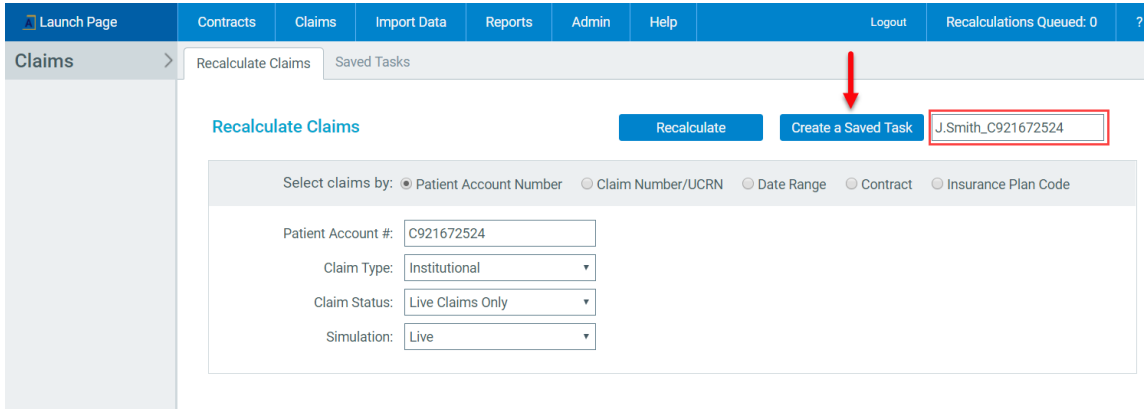 A Launch Page Contracts Claims Import Data Reports Admin Help Logout Recalculations Queued: 0 ?
Claims Recalculate Claims Saved Tasks
Recalculate Claims Recalculate Create a Saved Task J.Smith_C921672524
Select claims by: Patient Account Number Claim Number/UCRN Date Range Contract Insurance Plan Code
Patient Account #: C921672524
Claim Type: Institutional
Claim Status: Live Claims Only
Simulation: Live